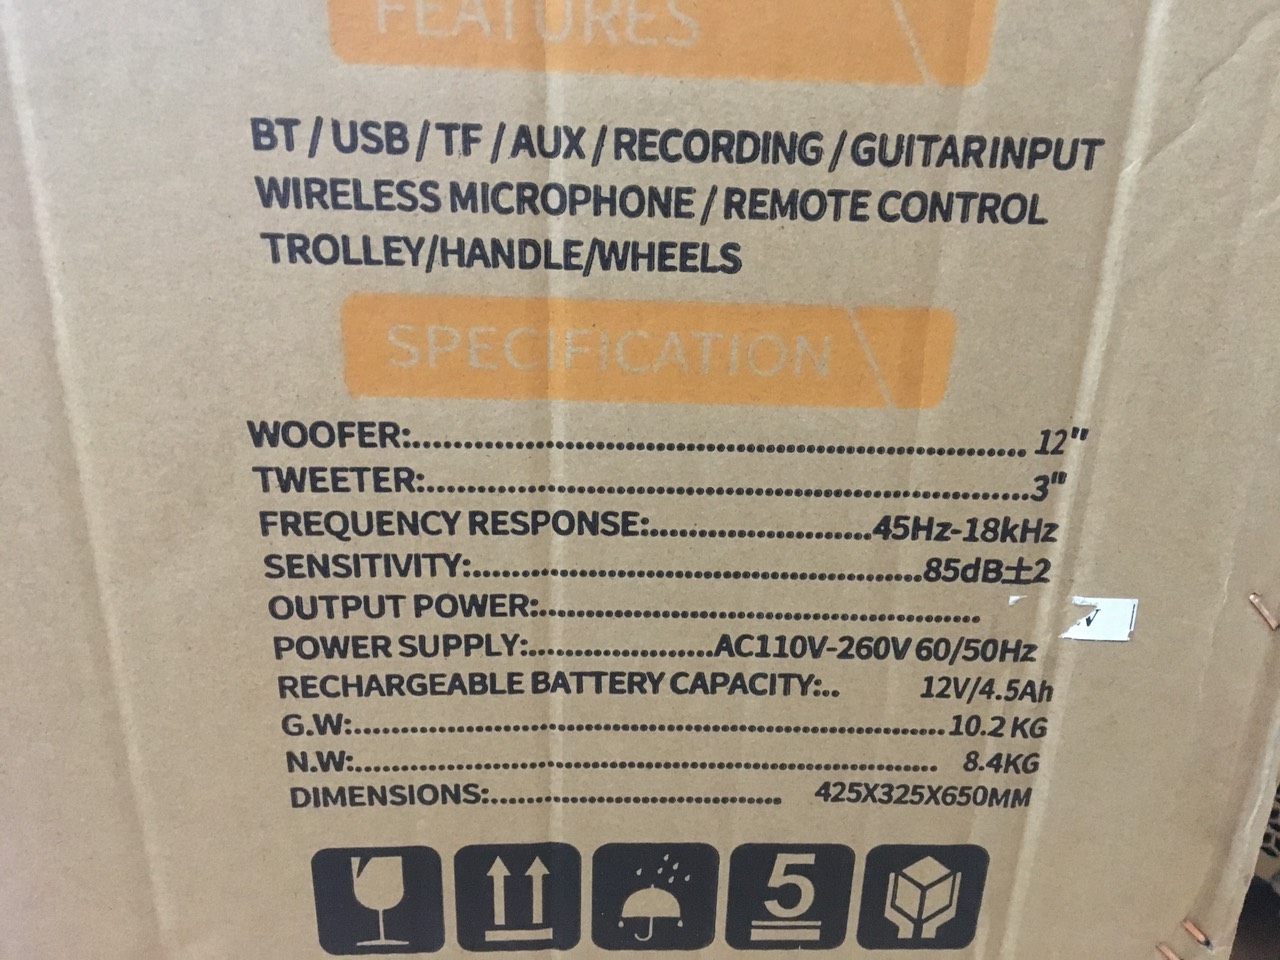 FEATURES
BT/USB/TF/AUX/RECORDING/GUITARINPUT
WIRELESS MICROPHONE/REMOTE CONTROL
TROLLEY/HANDLE/WHEELS
SPECIFICATION
WOOFER:.......................................................... 12"
TWEETER:..........................................................3"
FREQUENCY RESPONSE:......................45Hz-18kHz
SENSITIVITY:.............................................85dB±2
OUTPUT POWER:...........................................
POWER SUPPLY:..................AC110V-260V 60/50Hz
RECHARGEABLE BATTERY CAPACITY:.. 12V/4.5Ah
G.W:..........................................................10.2 KG
N.W:.......................................................... 8.4KG
DIMENSIONS:............................. 425X325X650MM
5